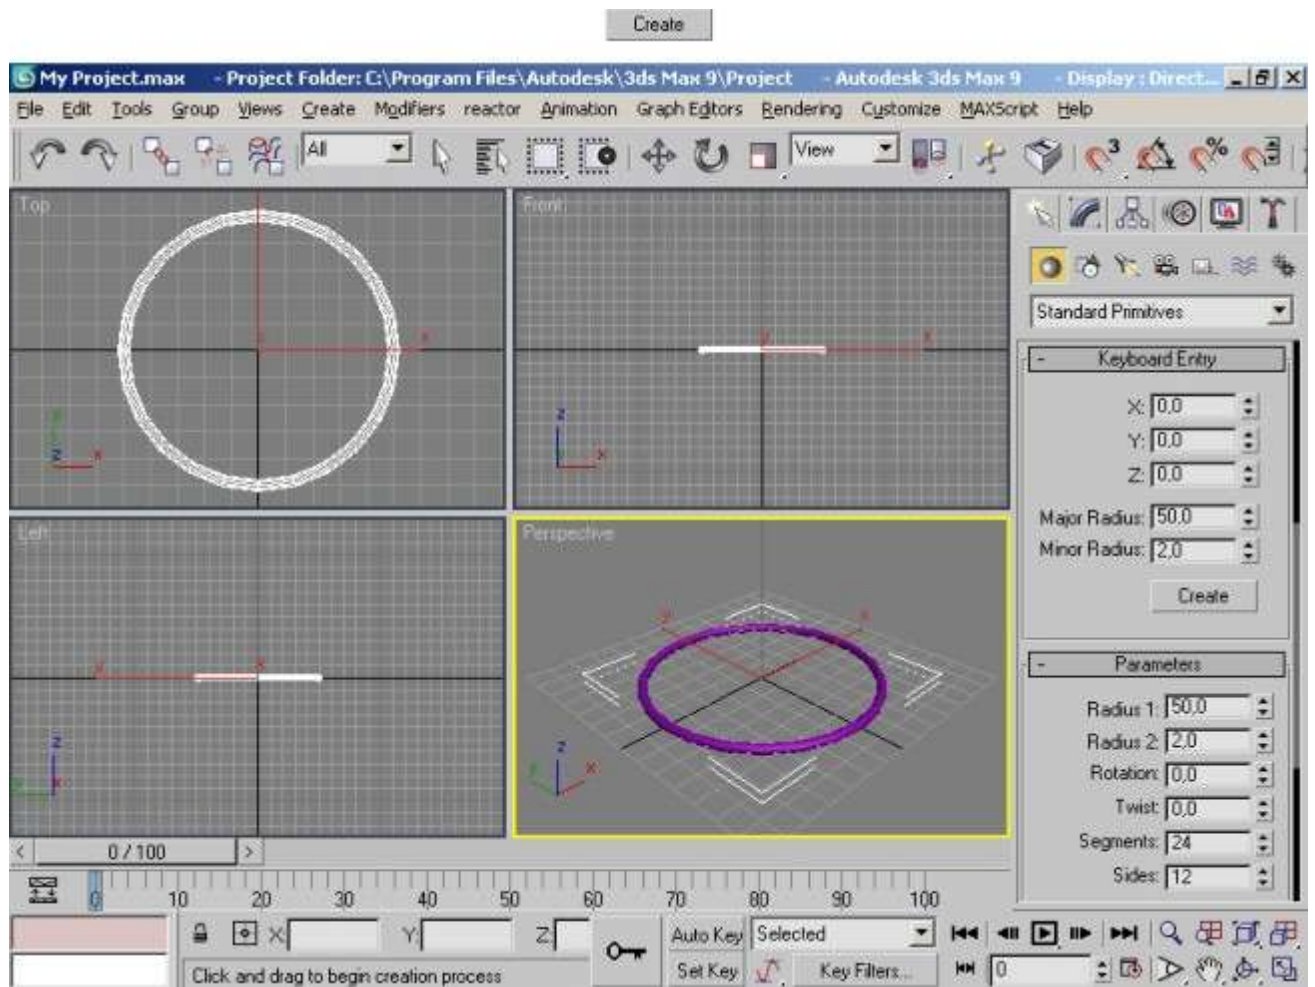 Create
My Project.max - Project Folder: C:\Program Files\Autodesk\3ds Max 9\Project - Autodesk 3ds Max 9 - Display : Direct...
File Edit Tools Group Views Create Modifiers reactor Animation Graph Editors Rendering Customize MAXScript Help
All View 3 %
Top
Front
Standard Primitives
- Keyboard Entry
X: 0,0
Y: 0,0
Z: 0,0
Major Radius: 50,0
Minor Radius: 2,0
Create
Left
Perspective
- Parameters
Radius 1: 50,0
Radius 2: 2,0
Rotation: 0,0
Twist: 0,0
Segments: 24
Sides: 12
< 0 / 100 >
0 10 20 30 40 50 60 70 80 90 100
X: Y: Z: Auto Key Selected
Click and drag to begin creation process Set Key Key Filters... 0